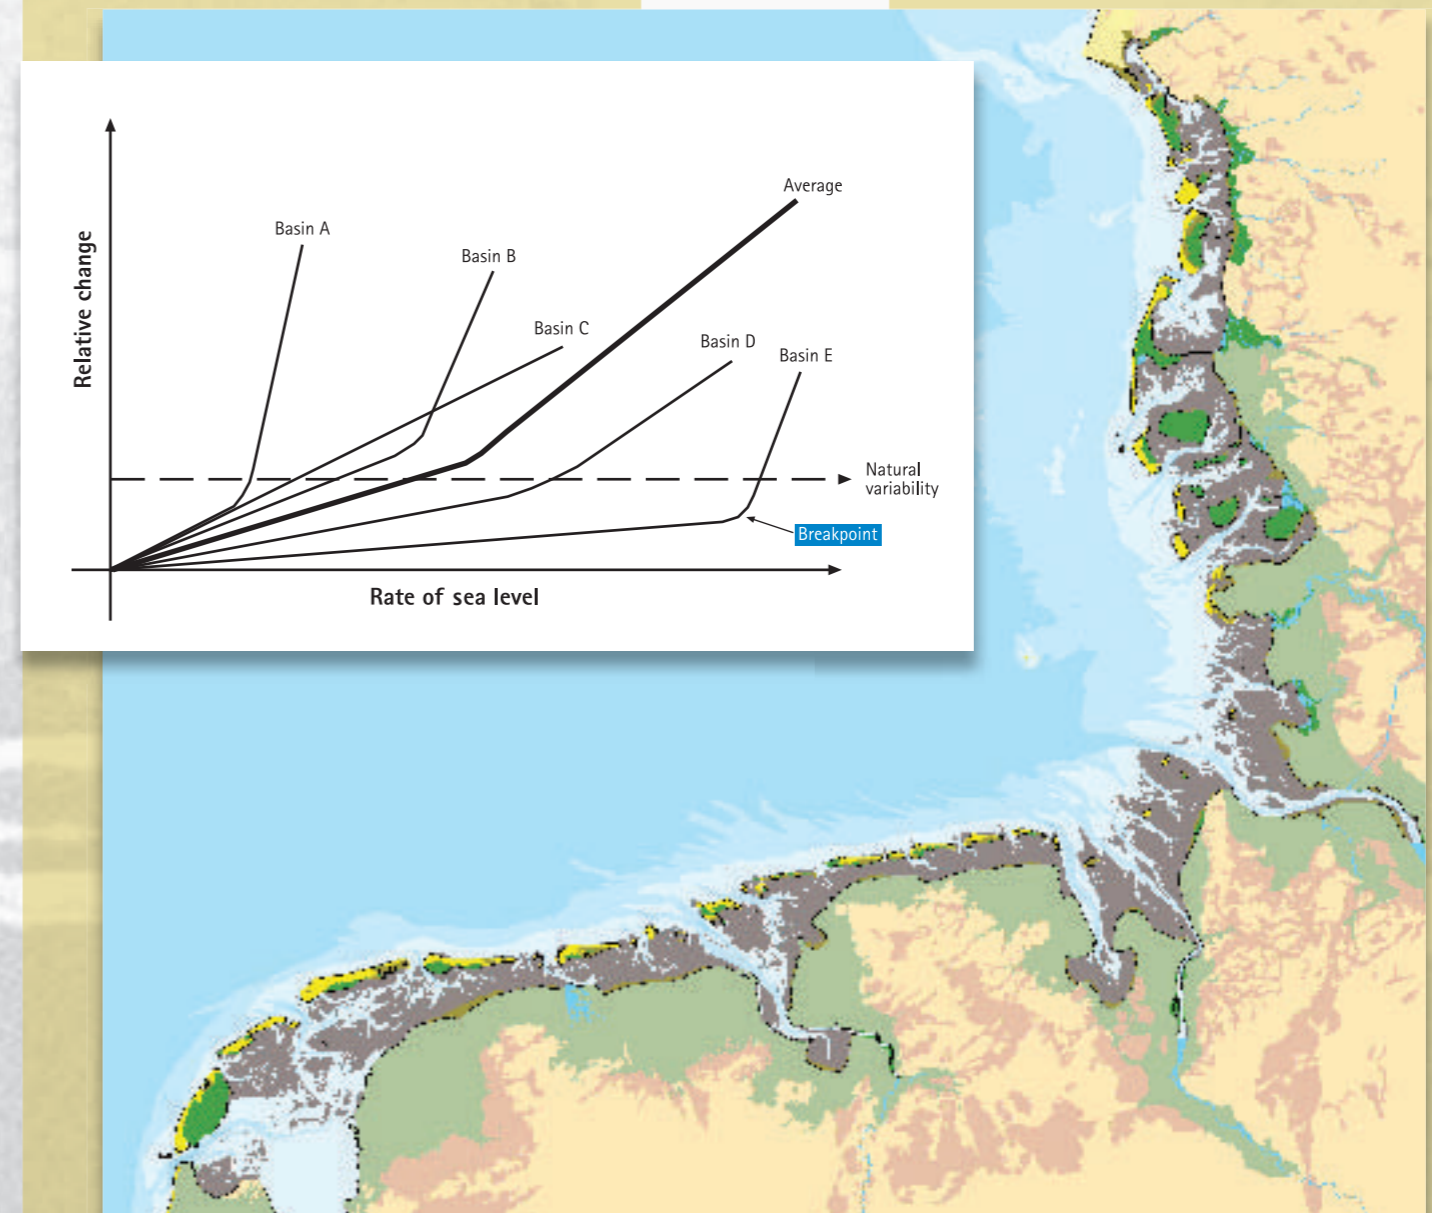 Average
Basin A
Basin B
Basin C
Basin D
Basin E
Relative change
Natural
variability
Breakpoint
Rate of sea level